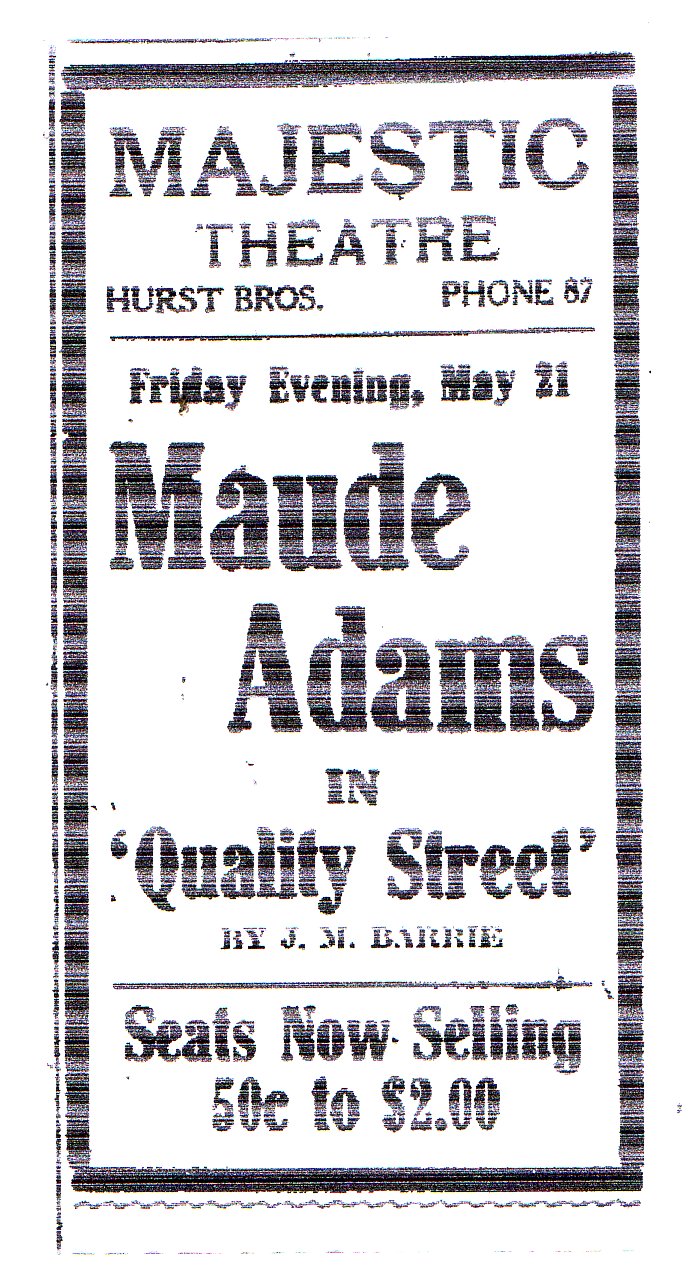 MAJESTIC
THEATRE
HURST BROS. PHONE 87
Friday Evening, May 21
Maude
Adams
IN
'Quality Street'
BY J. M. BARRIE
Seats Now Selling
50c to $2.00